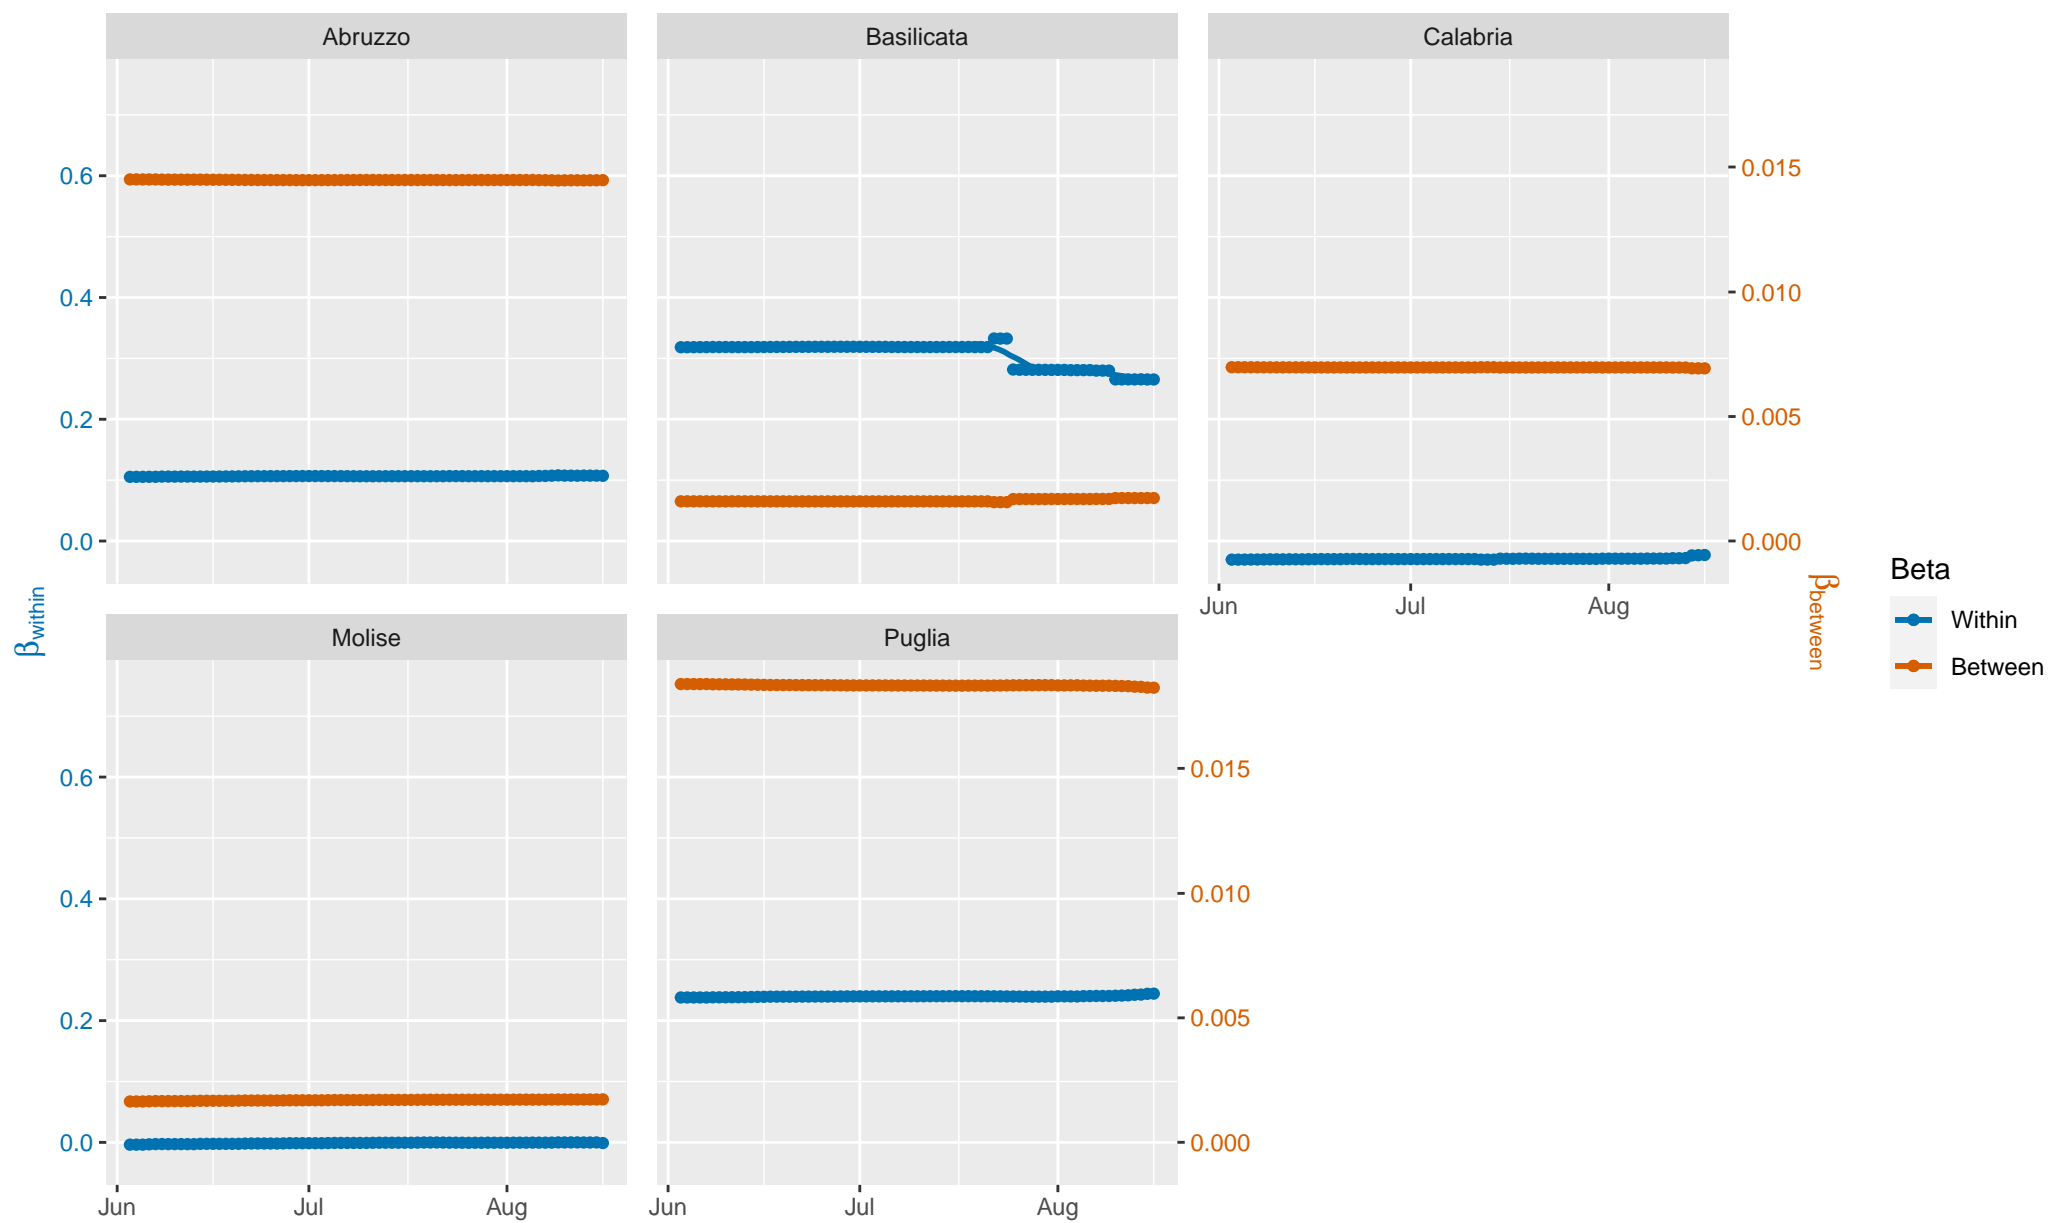 Abruzzo
Basilicata
Calabria
0.6
0.4
0.2
0.0
0.015
0.010
0.005
0.000
Jun Jul Aug
βwithin
βbetween
Beta
Within
Between
Molise
Puglia
0.6
0.4
0.2
0.0
0.015
0.010
0.005
0.000
Jun Jul Aug
Jun Jul Aug